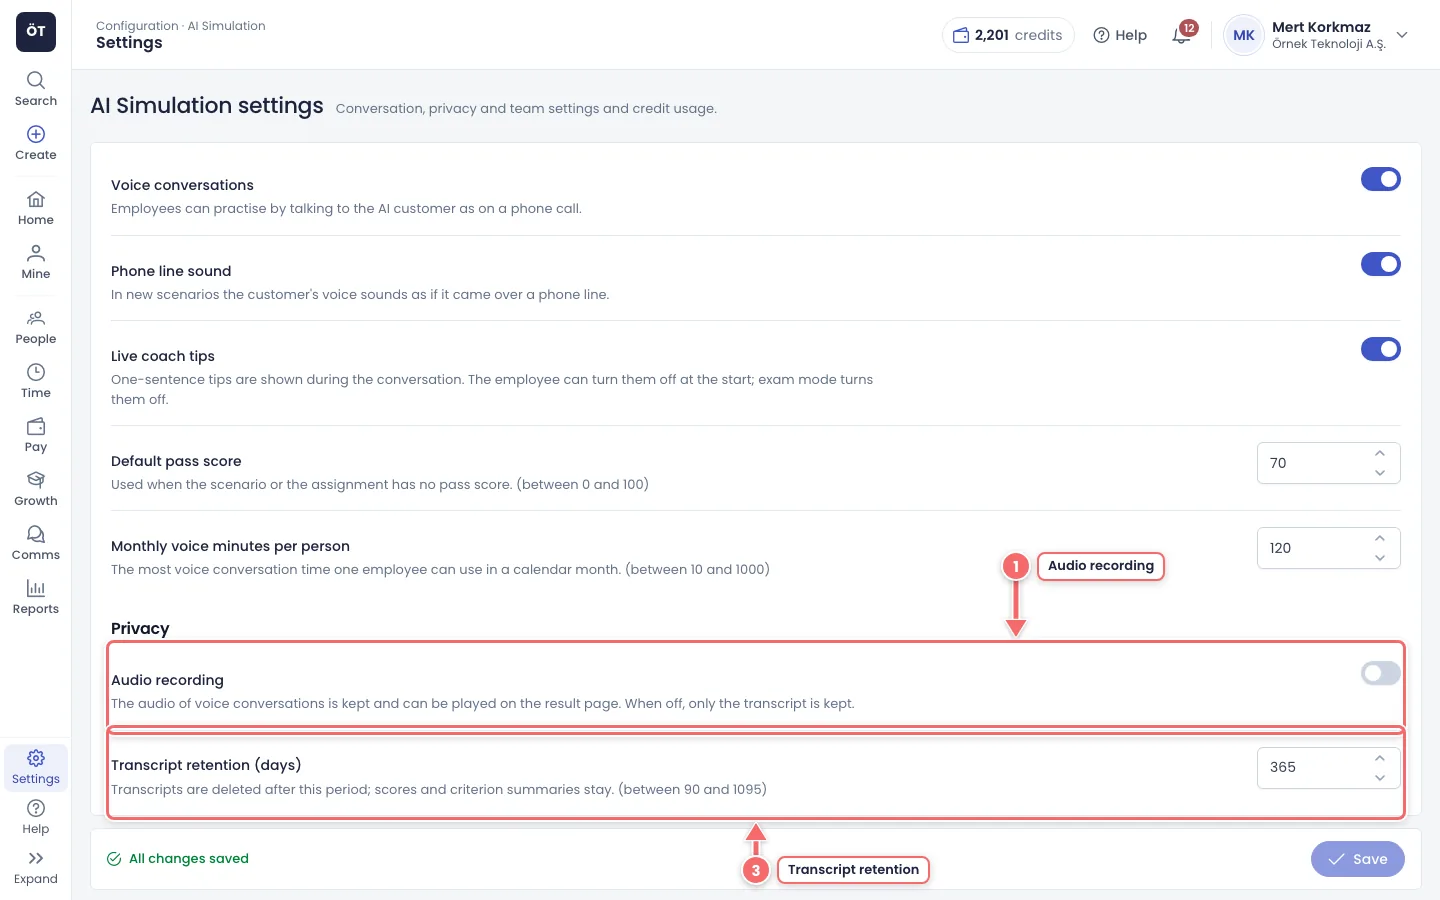 ÖT
Search
Create
Home
Mine
People
Time
Pay
Growth
Comms
Reports
Settings
Help
Expand
Configuration · AI Simulation
Settings
2,201 credits
Help
12
MK
Mert Korkmaz
Örnek Teknoloji A.Ş.
AI Simulation settings
Conversation, privacy and team settings and credit usage.
Voice conversations
Employees can practise by talking to the AI customer as on a phone call.
Phone line sound
In new scenarios the customer's voice sounds as if it came over a phone line.
Live coach tips
One-sentence tips are shown during the conversation. The employee can turn them off at the start; exam mode turns
them off.
Default pass score
Used when the scenario or the assignment has no pass score. (between 0 and 100)
70
Monthly voice minutes per person
The most voice conversation time one employee can use in a calendar month. (between 10 and 1000)
120
1 Audio recording
Privacy
Audio recording
The audio of voice conversations is kept and can be played on the result page. When off, only the transcript is kept.
Transcript retention (days)
Transcripts are deleted after this period; scores and criterion summaries stay. (between 90 and 1095)
365
All changes saved
3 Transcript retention
Save